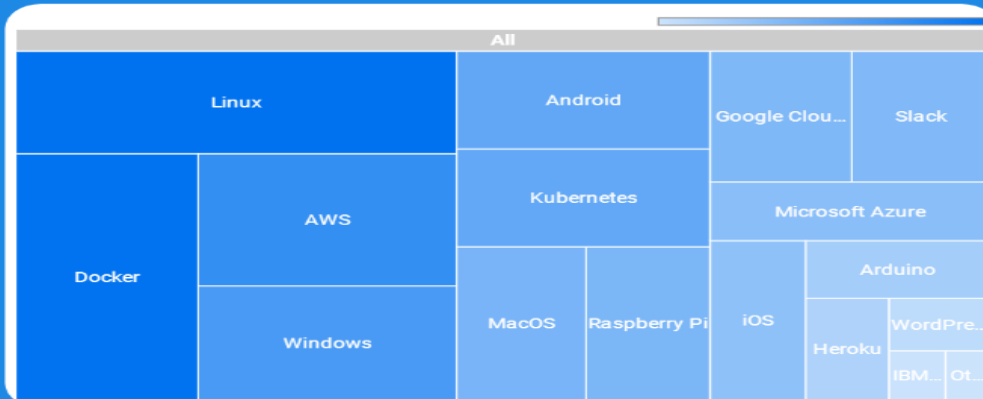 All
Linux
Android
Google Clou...
Slack
Kubernetes
AWS
Microsoft Azure
Docker
Arduino
Windows
MacOS
Raspberry Pi
iOS
WordPre...
Heroku
IBM...
Ot...